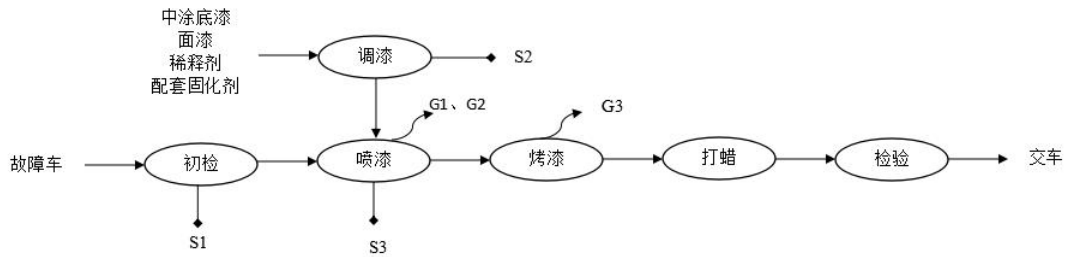 中涂底漆
面漆
稀释剂
配套固化剂
调漆
S2
G1、G2
G3
故障车
初检
喷漆
烤漆
打蜡
检验
交车
S1
S3